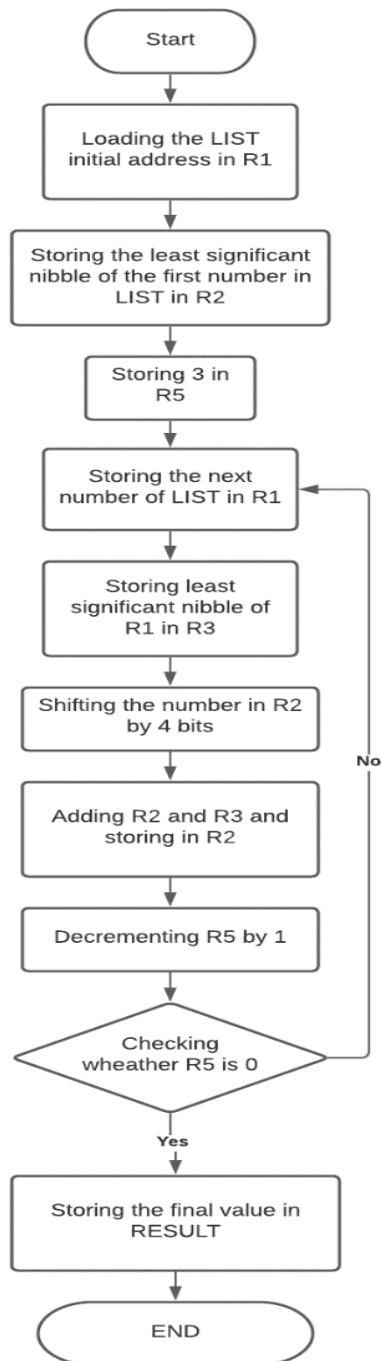 Start
Loading the LIST
initial address in R1
Storing the least significant
nibble of the first number in
LIST in R2
Storing 3 in
R5
Storing the next
number of LIST in R1
Storing least
significant nibble of
R1 in R3
Shifting the number in R2
by 4 bits
No
Adding R2 and R3 and
storing in R2
Decrementing R5 by 1
Checking
wheather R5 is 0
Yes
Storing the final value in
RESULT
END